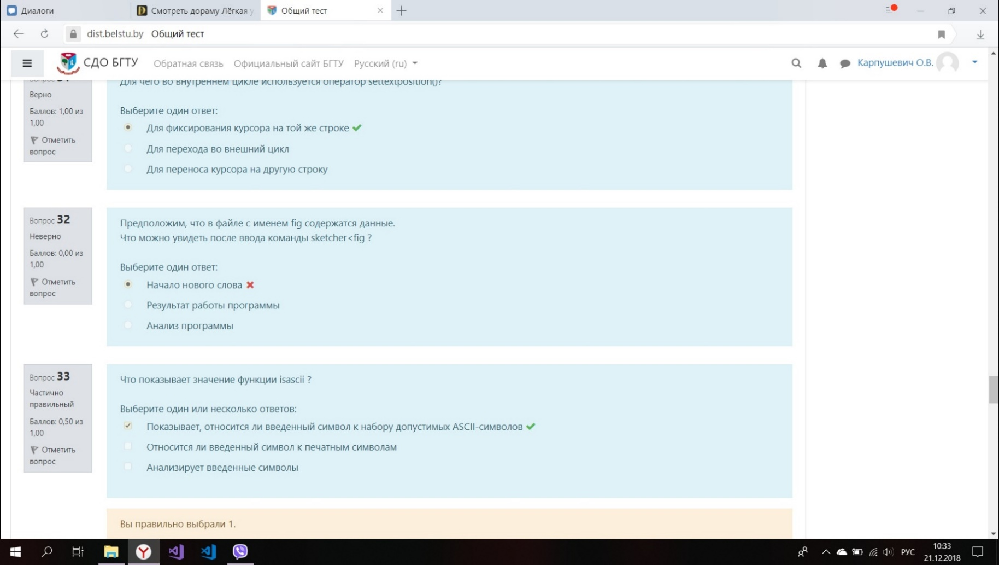 Диалоги
Смотреть дораму Лёгкая у
Общий тест
dist.belstu.by Общий тест
СДО БГТУ Обратная связь Официальный сайт БГТУ Русский (ru) Карпушевич О.В.
Для чего во внутреннем цикле используется оператор settextposition()?
Верно
Баллов: 1,00 из
1,00
Отметить
вопрос
Выберите один ответ:
Для фиксирования курсора на той же строке
Для перехода во внешний цикл
Для переноса курсора на другую строку
Вопрос 32
Неверно
Баллов: 0,00 из
1,00
Отметить
вопрос
Предположим, что в файле с именем fig содержатся данные.
Что можно увидеть после ввода команды sketcher<fig ?
Выберите один ответ:
Начало нового слова
Результат работы программы
Анализ программы
Вопрос 33
Частично
правильный
Баллов: 0,50 из
1,00
Отметить
вопрос
Что показывает значение функции isascii ?
Выберите один или несколько ответов:
Показывает, относится ли введенный символ к набору допустимых ASCII-символов
Относится ли введенный символ к печатным символам
Анализирует введенные символы
Вы правильно выбрали 1.
РУС
10:33
21.12.2018